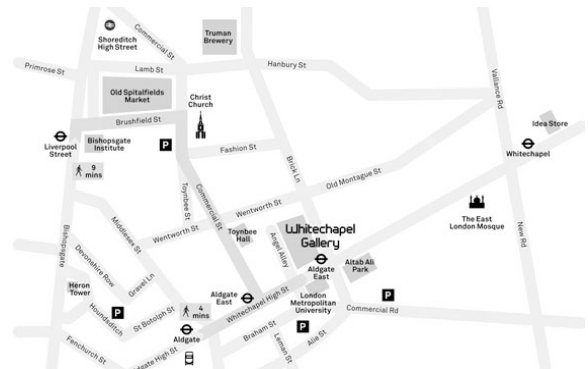 Shoreditch
High Street
Commercial St
Truman
Brewery
Primrose St
Lamb St
Hanbury St
Vallance Rd
Old Spitalfields
Market
Christ
Church
Brushfield St
Idea Store
Liverpool
Street
Bishopsgate
Institute
P
Fashion St
Brick Ln
Whitechapel
9
mins
Old Montague St
Toynbee St
Commercial St
Wentworth St
Middlesex St
Wentworth St
Toynbee
Hall
Angel Alley
Whitechapel
Gallery
The East
London Mosque
New Rd
Bishopsgate
Devonshire Row
Gravel Ln
Aldgate
East
Altab Ali
Park
Heron
Tower
Houndsditch
P
St Botolph St
4
mins
Aldgate
East
Whitechapel High St
London
Metropolitan
University
P
Commercial Rd
Aldgate
Braham St
P
Leman St
Alie St
Fenchurch St
dgate High St